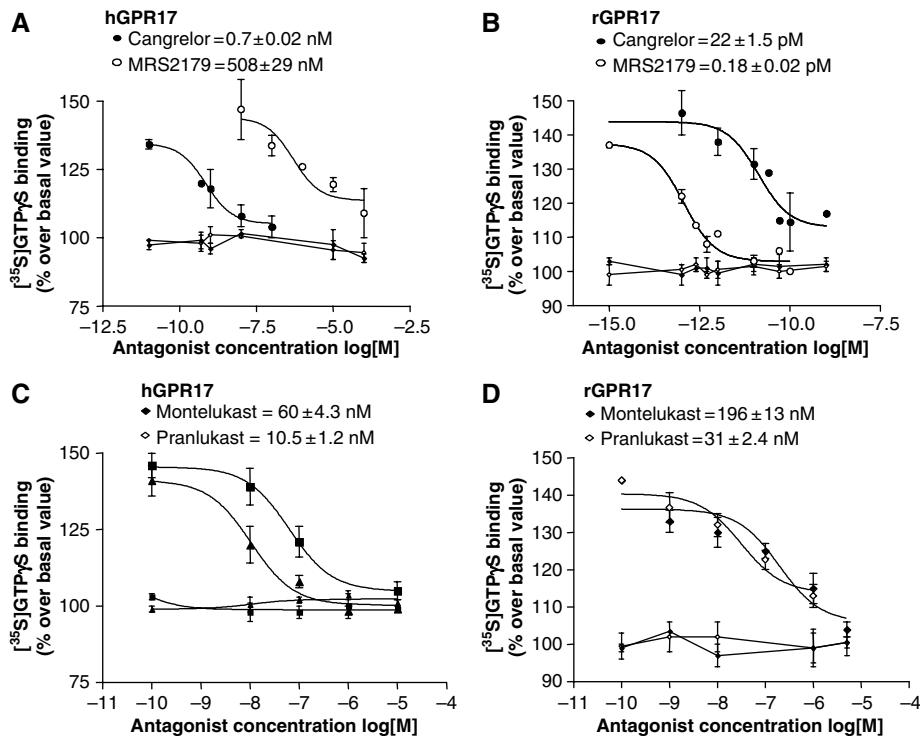 A
hGPR17
Cangrelor=0.7±0.02 nM
MRS2179=508±29 nM
[³⁵S]GTPγS binding
(% over basal value)
150
125
100
75
−12.5 −10.0 −7.5 −5.0 −2.5
Antagonist concentration log[M]
B
rGPR17
Cangrelor=22±1.5 pM
MRS2179=0.18±0.02 pM
[³⁵S]GTPγS binding
(% over basal value)
150
140
130
120
110
100
90
−15.0 −12.5 −10.0 −7.5
Antagonist concentration log[M]
C
hGPR17
Montelukast = 60±4.3 nM
Pranlukast = 10.5±1.2 nM
[³⁵S]GTPγS binding
(% over basal value)
150
125
100
75
−11 −10 −9 −8 −7 −6 −5 −4
Antagonist concentration log[M]
D
rGPR17
Montelukast=196±13 nM
Pranlukast=31±2.4 nM
[³⁵S]GTPγS binding
(% over basal value)
150
140
130
120
110
100
90
−11 −10 −9 −8 −7 −6 −5 −4
Antagonist concentration log[M]